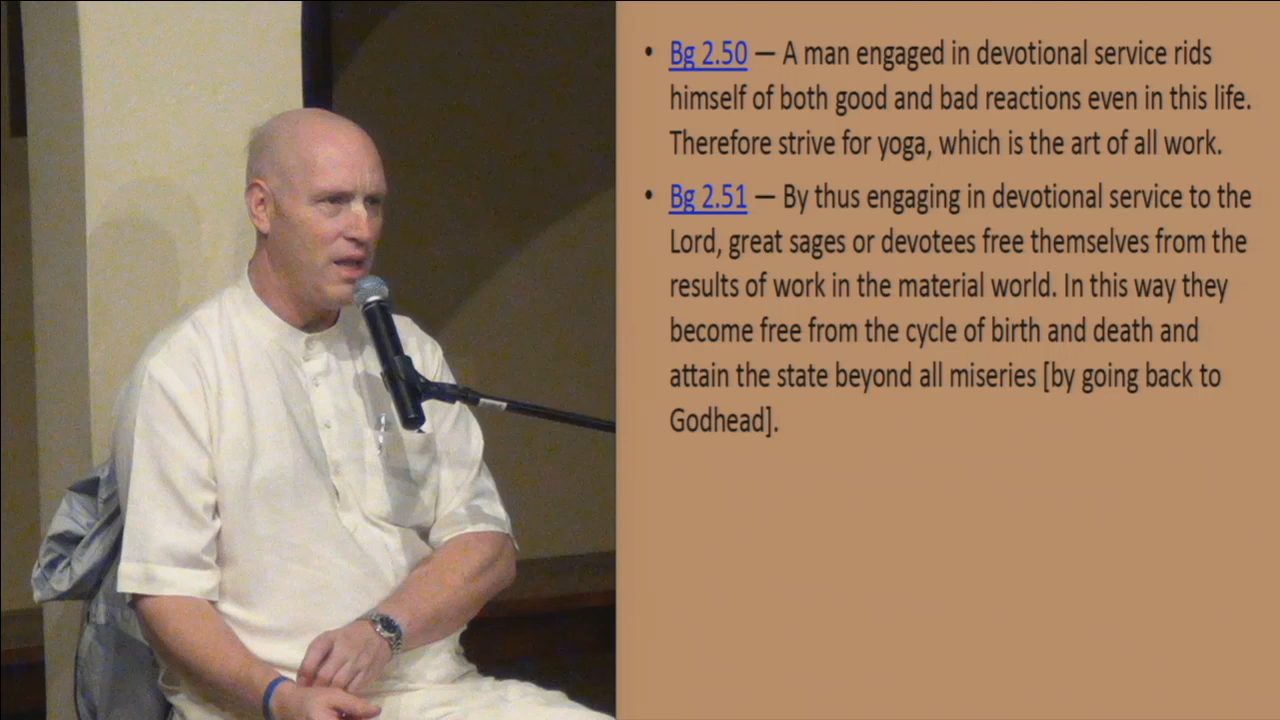 • Bg 2.50 — A man engaged in devotional service rids
himself of both good and bad reactions even in this life.
Therefore strive for yoga, which is the art of all work.
• Bg 2.51 — By thus engaging in devotional service to the
Lord, great sages or devotees free themselves from the
results of work in the material world. In this way they
become free from the cycle of birth and death and
attain the state beyond all miseries [by going back to
Godhead].